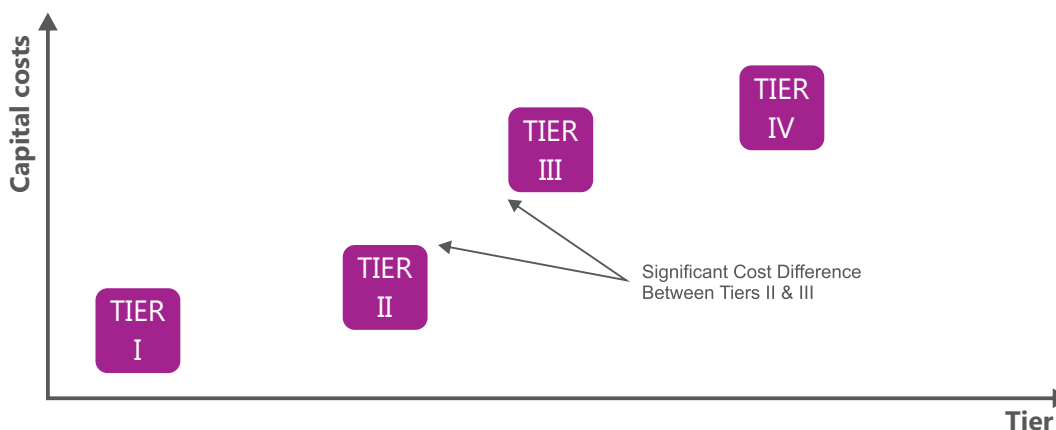 Capital costs
TIER
IV
TIER
III
TIER
II
Significant Cost Difference
Between Tiers II & III
TIER
I
Tier